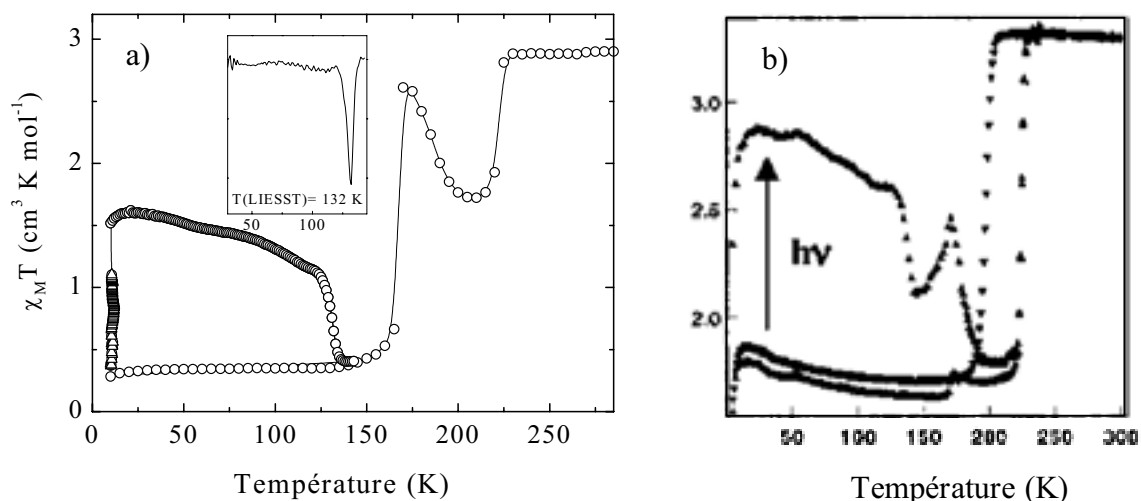 a)
T(LIESST)= 132 K
50 100
χ_M T (cm³ K mol⁻¹)
3
2
1
0
0 50 100 150 200 250
Température (K)
b)
hν
3.0
2.5
2.0
50 100 150 200 250 300
Température (K)